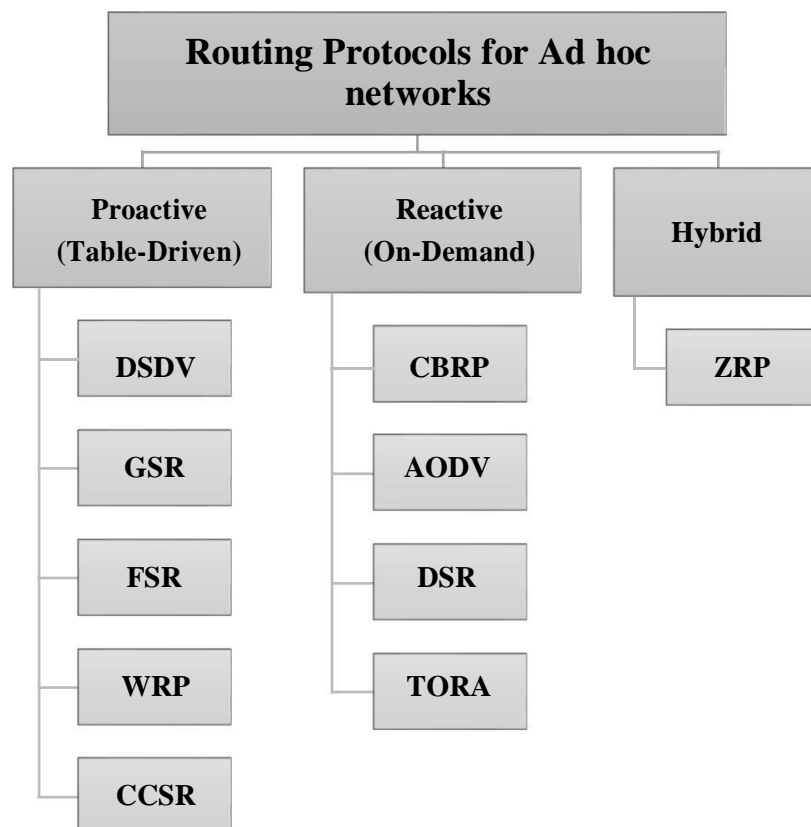 Routing Protocols for Ad hoc
networks
Proactive
(Table-Driven)
Reactive
(On-Demand)
Hybrid
DSDV
GSR
FSR
WRP
CCSR
CBRP
AODV
DSR
TORA
ZRP